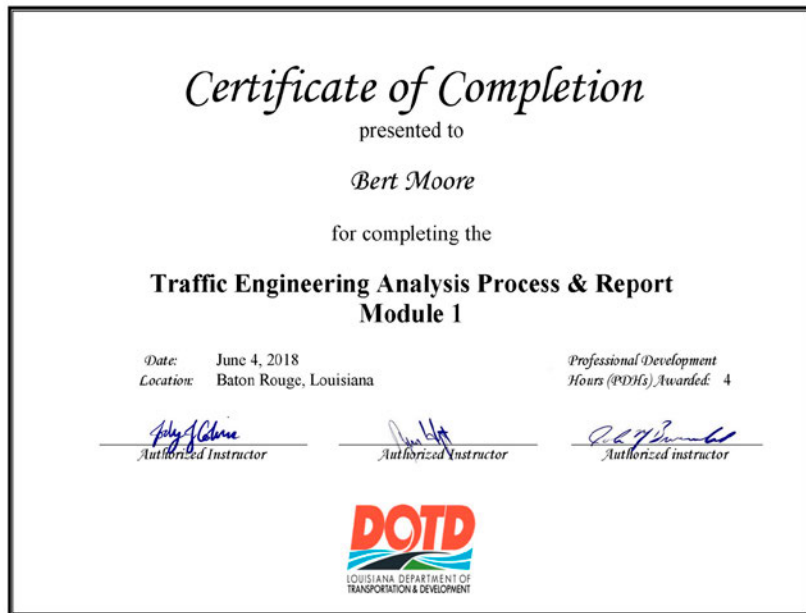 Certificate of Completion
presented to
Bert Moore
for completing the
Traffic Engineering Analysis Process & Report
Module 1
Date: June 4, 2018
Location: Baton Rouge, Louisiana
Professional Development
Hours (PDHs) Awarded: 4
Authorized Instructor
Authorized Instructor
Authorized instructor
DOTD
LOUISIANA DEPARTMENT OF
TRANSPORTATION & DEVELOPMENT